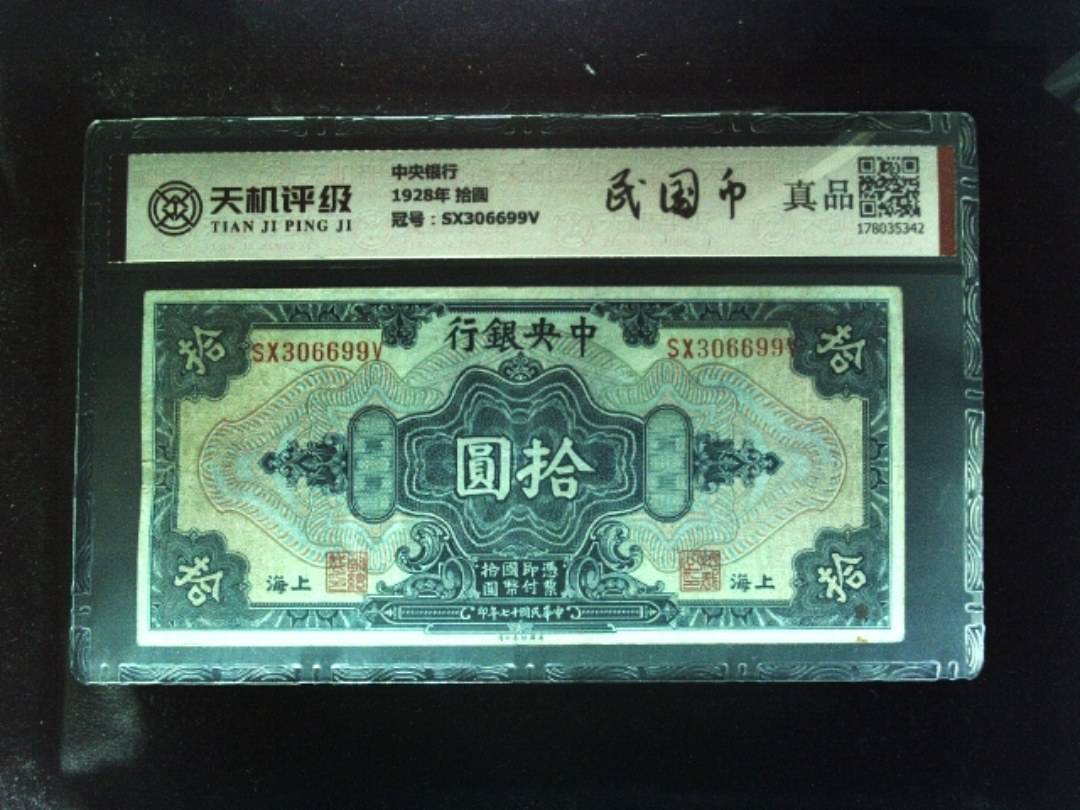 天机评级
TIAN JI PING JI
中央银行
1928年 拾圓
冠号：SX306699V
民国币
真品
178035342
行銀央中
拾
拾
SX306699V
SX306699V
圓拾
拾國即憑
圓幣付票
上海
上海
拾
拾
印年七十國民華中